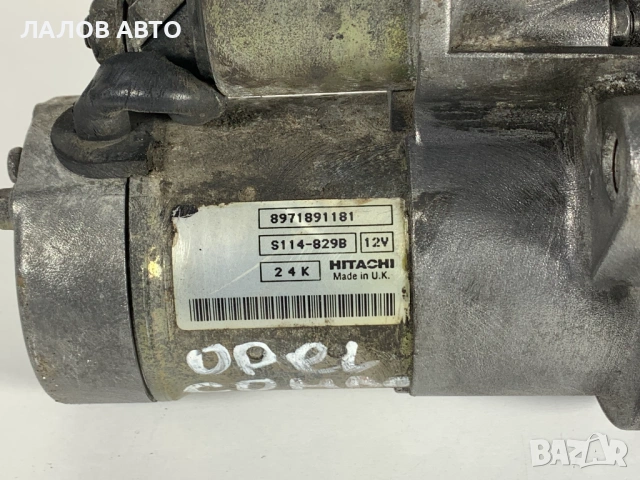 ЛАЛОВ АВТО
8971891181
S114-829B 12V
24K HITACHI
Made in U.K.
OPEL
BAZAR